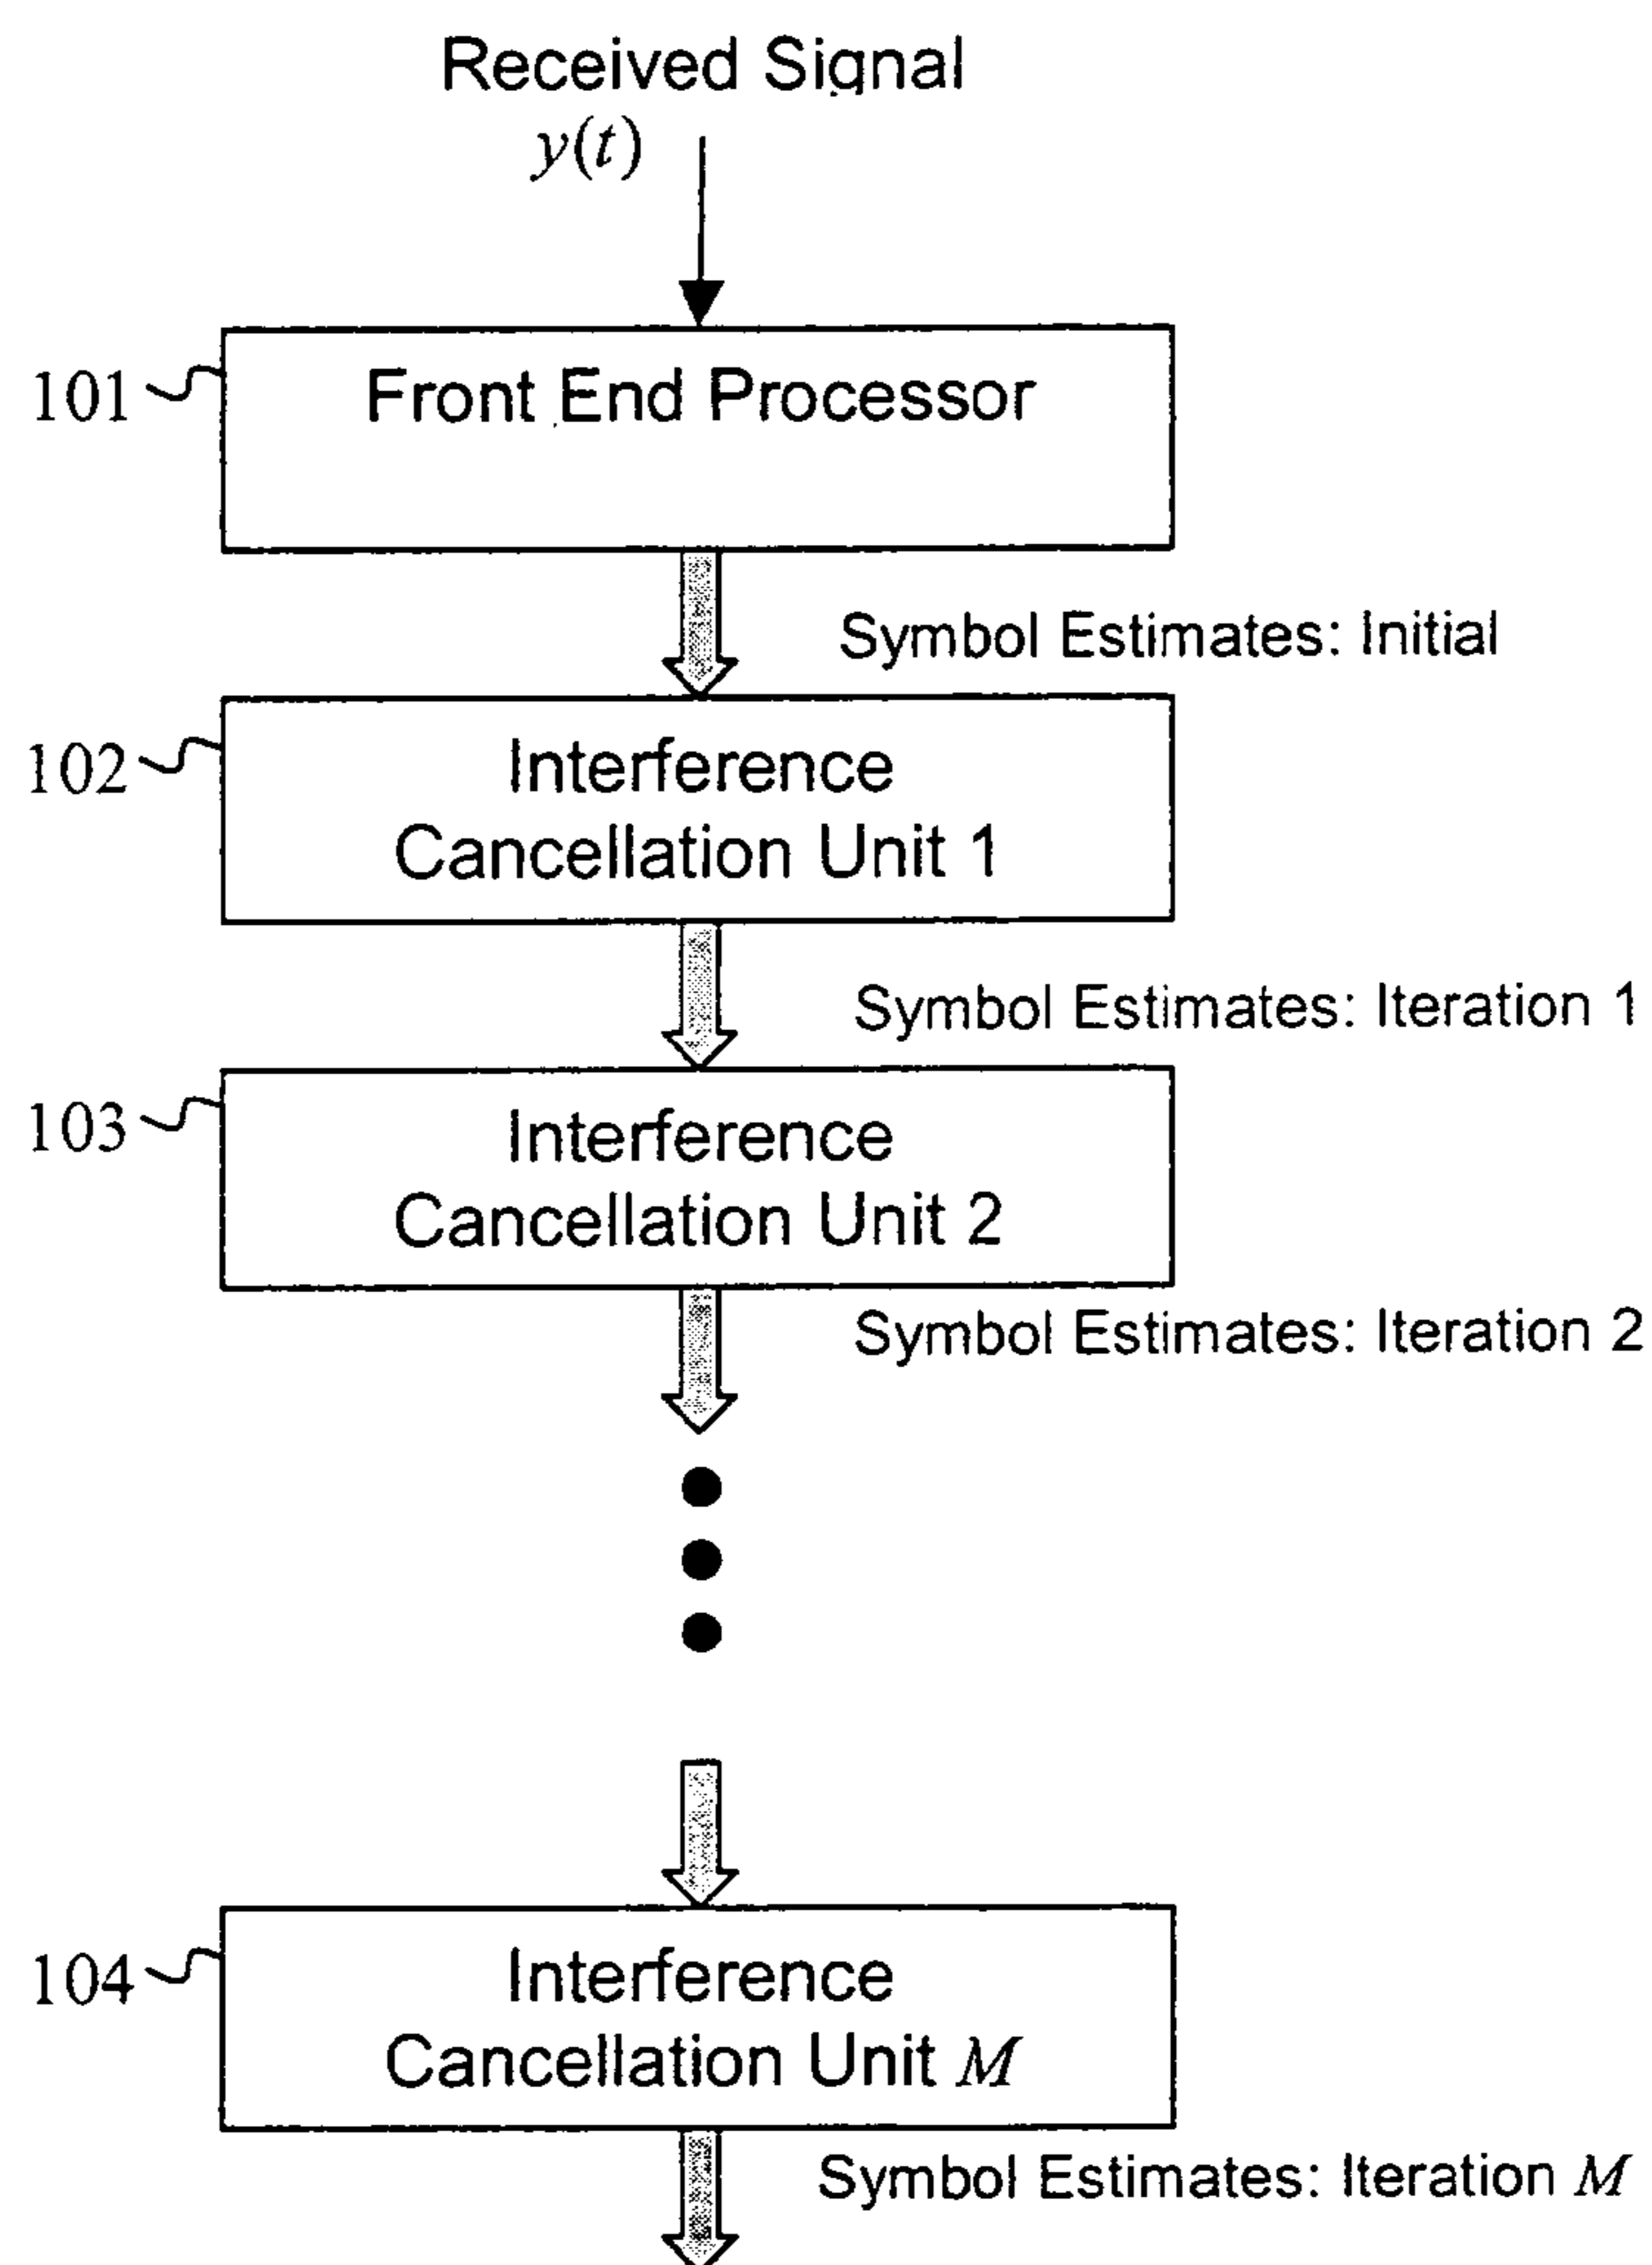 Received Signal
y(t)
101
Front End Processor
Symbol Estimates: Initial
102
Interference
Cancellation Unit 1
Symbol Estimates: Iteration 1
103
Interference
Cancellation Unit 2
Symbol Estimates: Iteration 2
104
Interference
Cancellation Unit M
Symbol Estimates: Iteration M